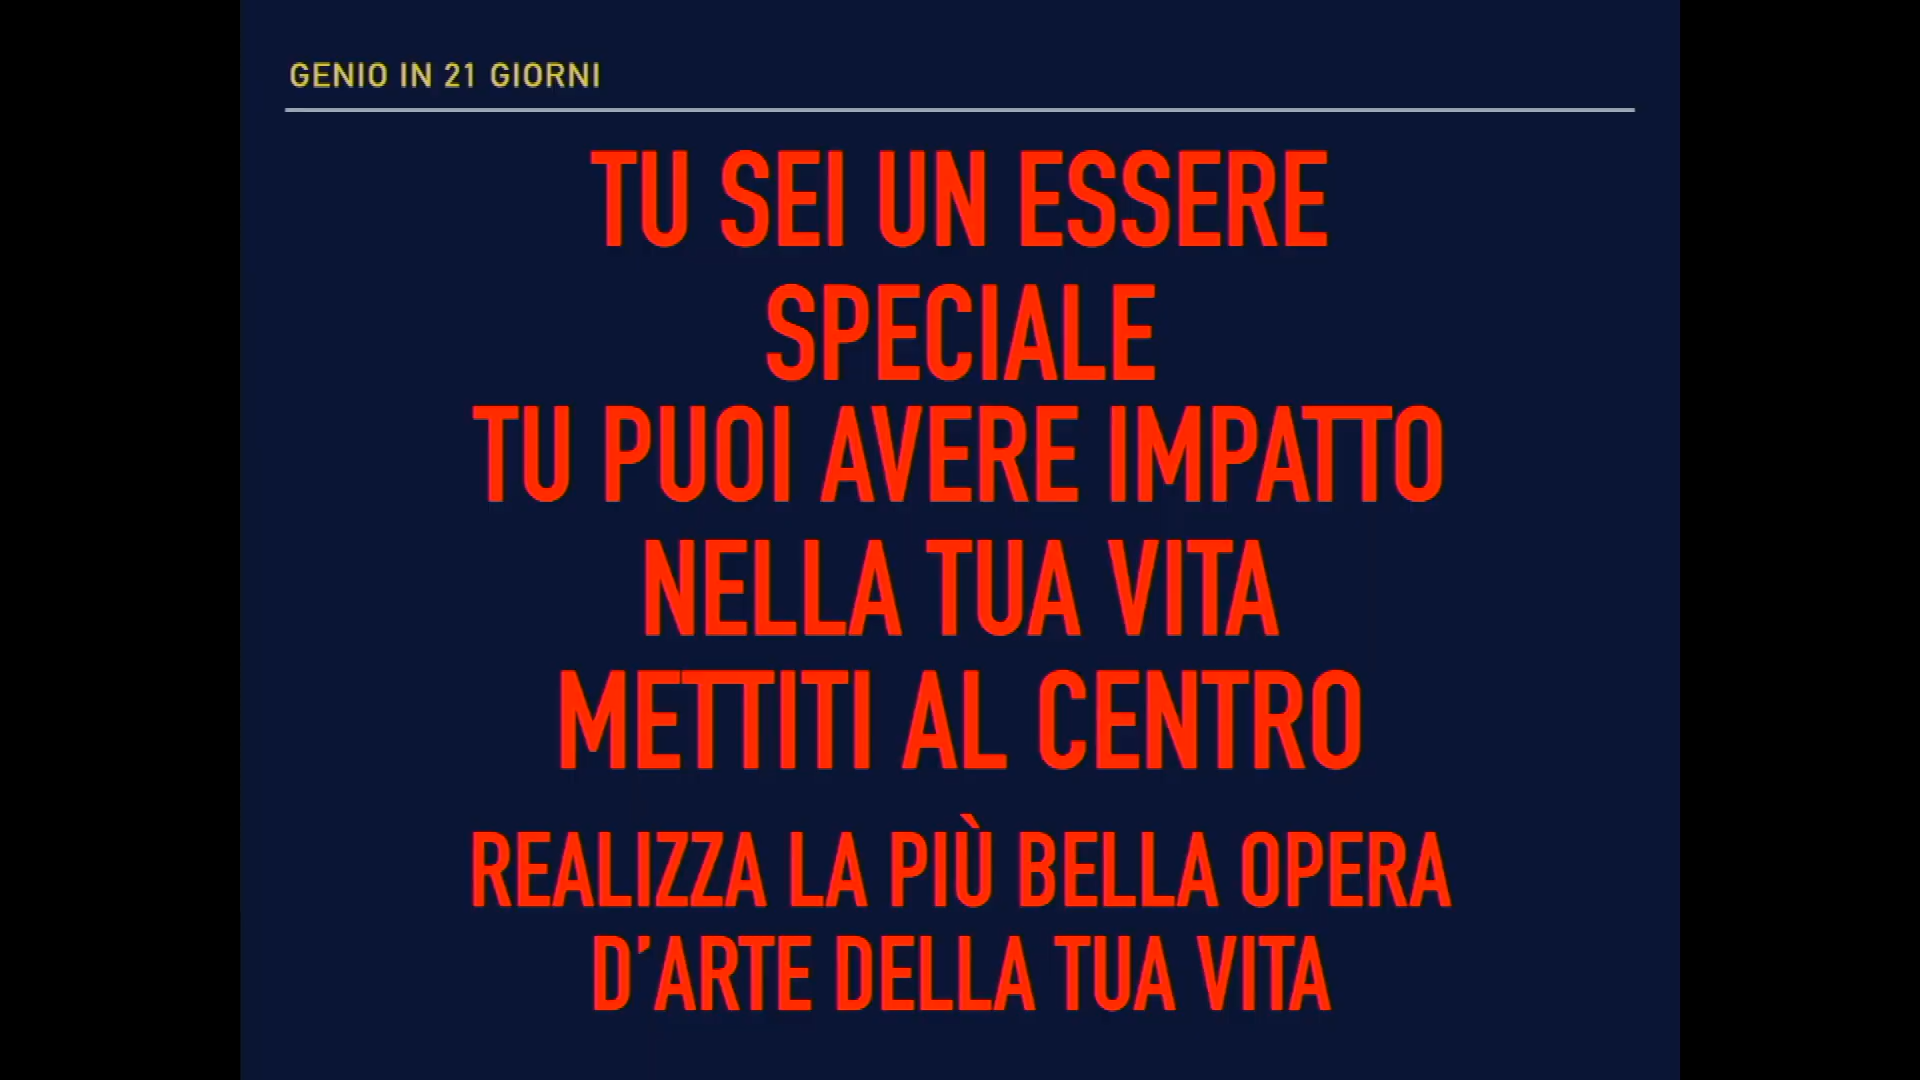 GENIO IN 21 GIORNI
TU SEI UN ESSERE
SPECIALE
TU PUOI AVERE IMPATTO
NELLA TUA VITA
METTITI AL CENTRO
REALIZZA LA PIÙ BELLA OPERA
D’ARTE DELLA TUA VITA